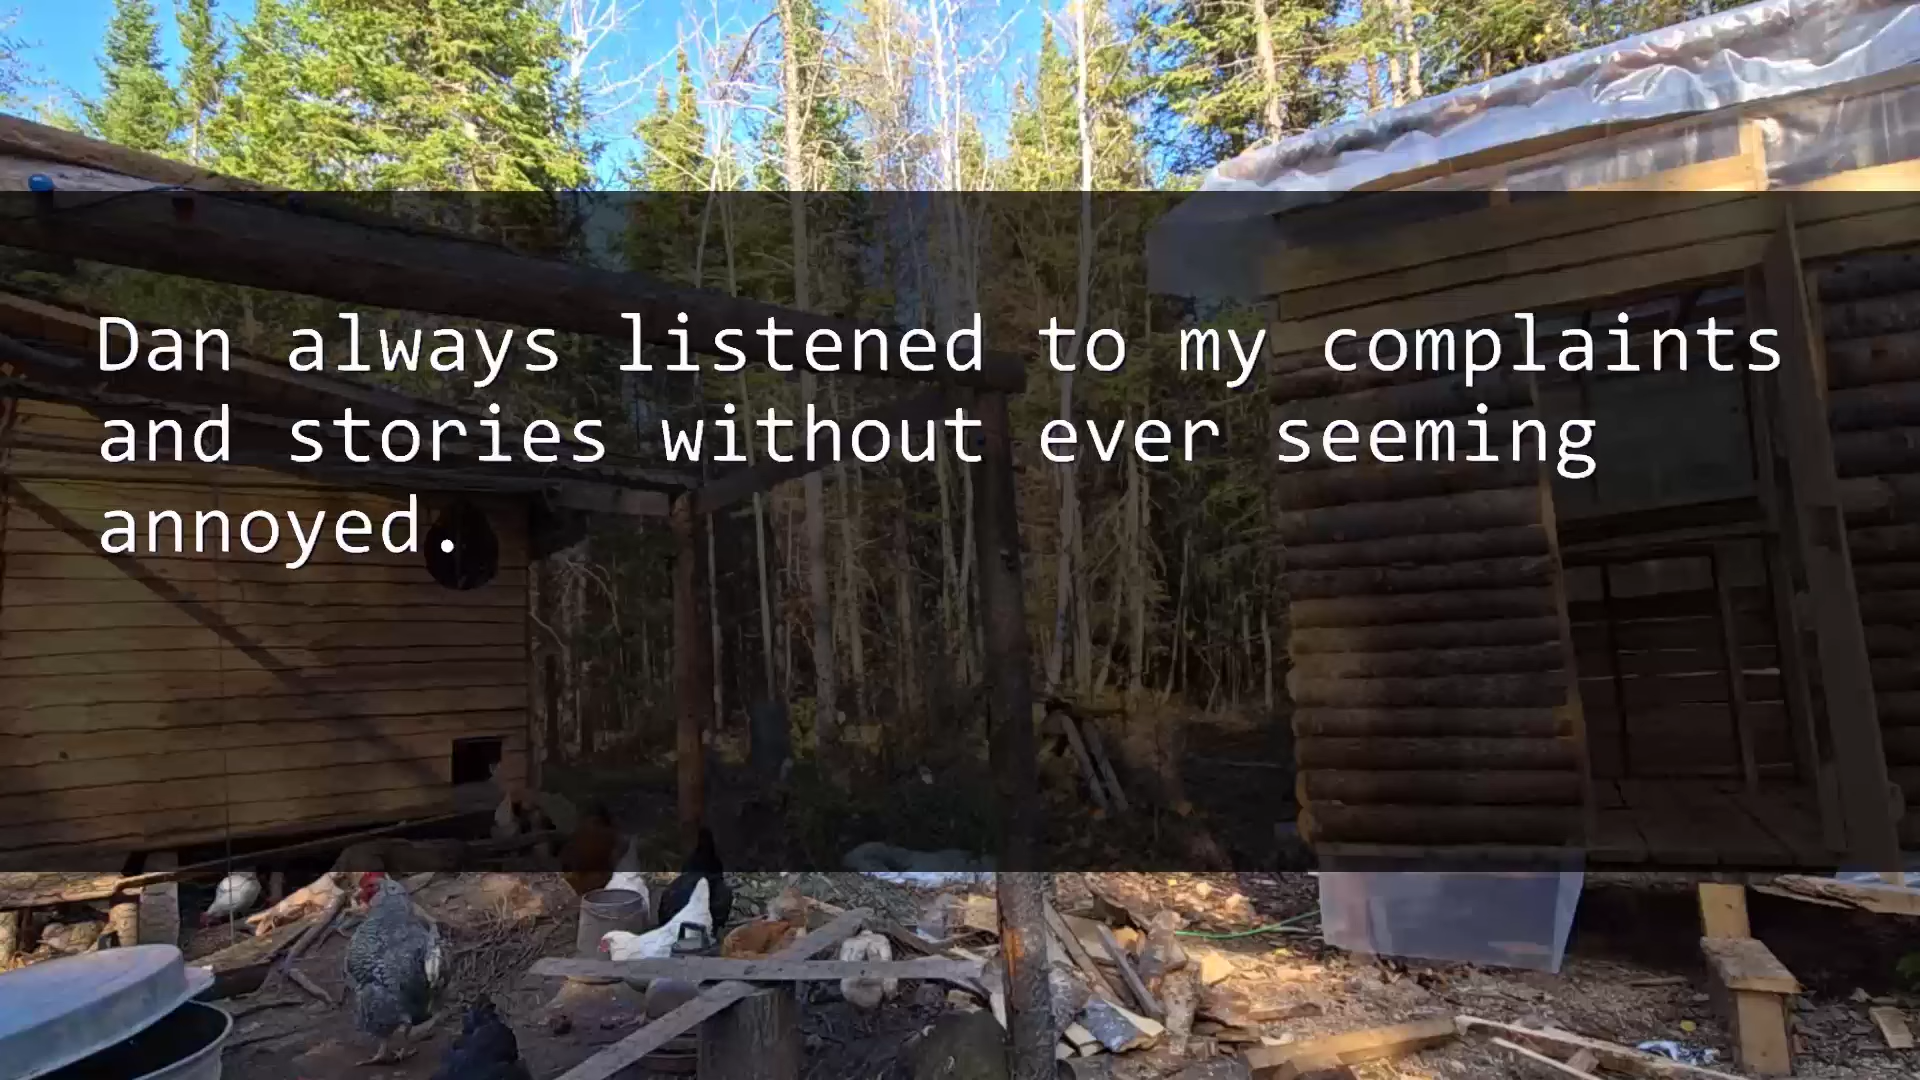 Dan always listened to my complaints
and stories without ever seeming
annoyed.